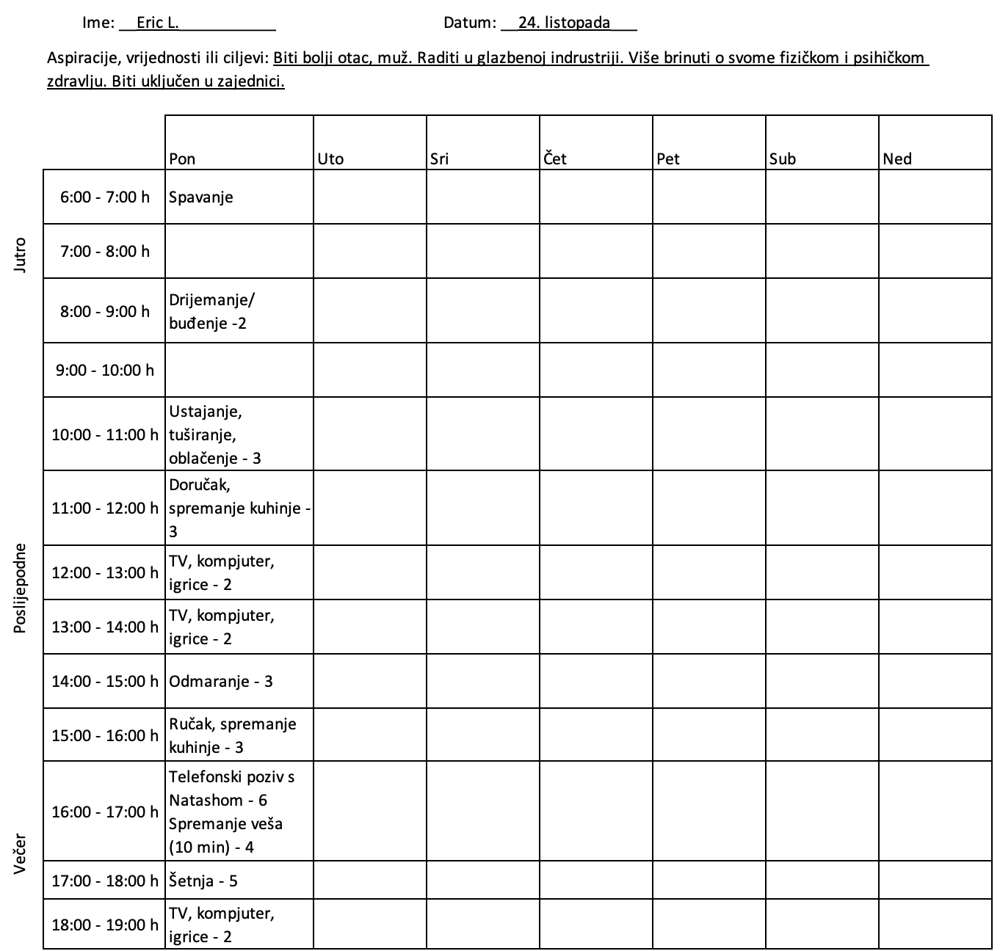 Ime: __Eric L.___________ Datum: __24. listopada___
Aspiracije, vrijednosti ili ciljevi: Biti bolji otac, muž. Raditi u glazbenoj indrustriji. Više brinuti o svome fizičkom i psihičkom
zdravlju. Biti uključen u zajednici.
Pon Uto Sri Čet Pet Sub Ned
Jutro
6:00 - 7:00 h Spavanje
7:00 - 8:00 h
8:00 - 9:00 h
Drijemanje/
buđenje -2
9:00 - 10:00 h
10:00 - 11:00 h
Ustajanje,
tuširanje,
oblačenje - 3
Poslijepodne
11:00 - 12:00 h
Doručak,
spremanje kuhinje -
3
12:00 - 13:00 h
TV, kompjuter,
igrice - 2
13:00 - 14:00 h
TV, kompjuter,
igrice - 2
14:00 - 15:00 h Odmaranje - 3
15:00 - 16:00 h
Ručak, spremanje
kuhinje - 3
Večer
16:00 - 17:00 h
Telefonski poziv s
Natashom - 6
Spremanje veša
(10 min) - 4
17:00 - 18:00 h Šetnja - 5
18:00 - 19:00 h
TV, kompjuter,
igrice - 2